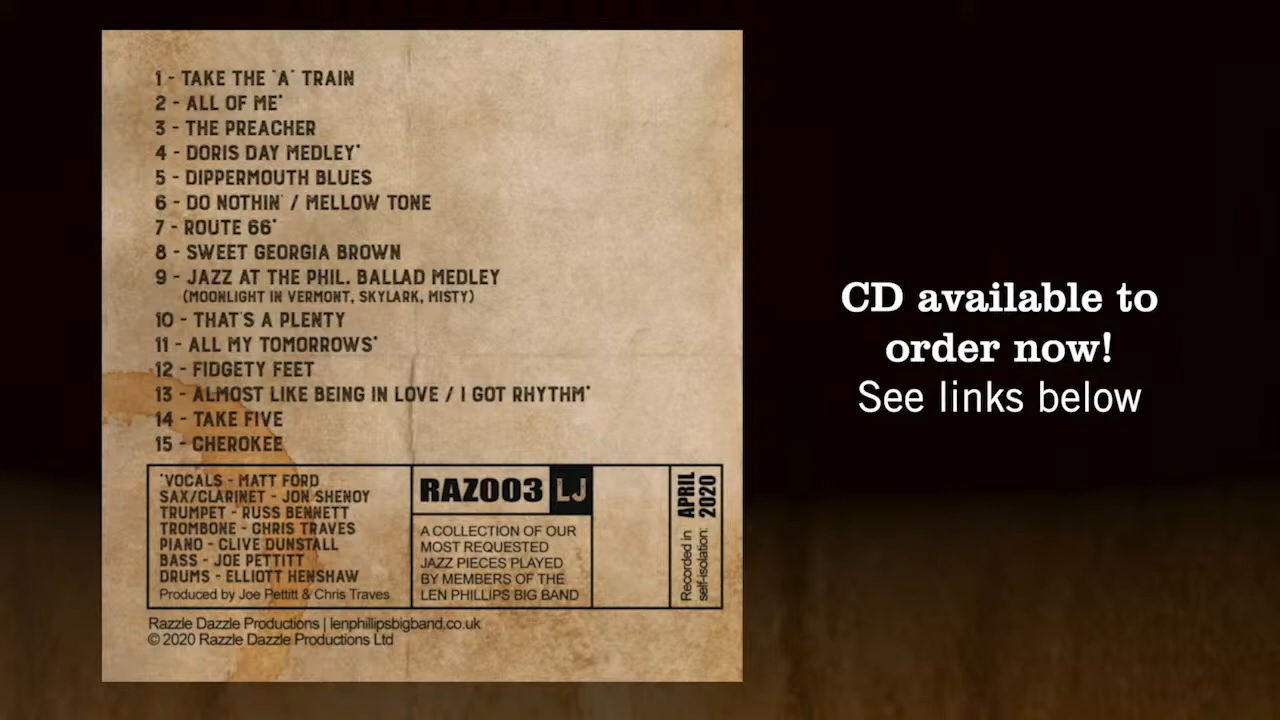 1 - TAKE THE 'A' TRAIN
2 - ALL OF ME*
3 - THE PREACHER
4 - DORIS DAY MEDLEY*
5 - DIPPERMOUTH BLUES
6 - DO NOTHIN' / MELLOW TONE
7 - ROUTE 66*
8 - SWEET GEORGIA BROWN
9 - JAZZ AT THE PHIL. BALLAD MEDLEY
(MOONLIGHT IN VERMONT, SKYLARK, MISTY)
10 - THAT'S A PLENTY
11 - ALL MY TOMORROWS*
12 - FIDGETY FEET
13 - ALMOST LIKE BEING IN LOVE / I GOT RHYTHM*
14 - TAKE FIVE
15 - CHEROKEE
*VOCALS - MATT FORD
SAX/CLARINET - JON SHENOY
TRUMPET - RUSS BENNETT
TROMBONE - CHRIS TRAVES
PIANO - CLIVE DUNSTALL
BASS - JOE PETTITT
DRUMS - ELLIOTT HENSHAW
Produced by Joe Pettitt & Chris Traves
RAZ003 LJ
A COLLECTION OF OUR
MOST REQUESTED
JAZZ PIECES PLAYED
BY MEMBERS OF THE
LEN PHILLIPS BIG BAND
Recorded in
self-isolation:
APRIL
2020
Razzle Dazzle Productions | lenphillipsbigband.co.uk
© 2020 Razzle Dazzle Productions Ltd
CD available to
order now!
See links below